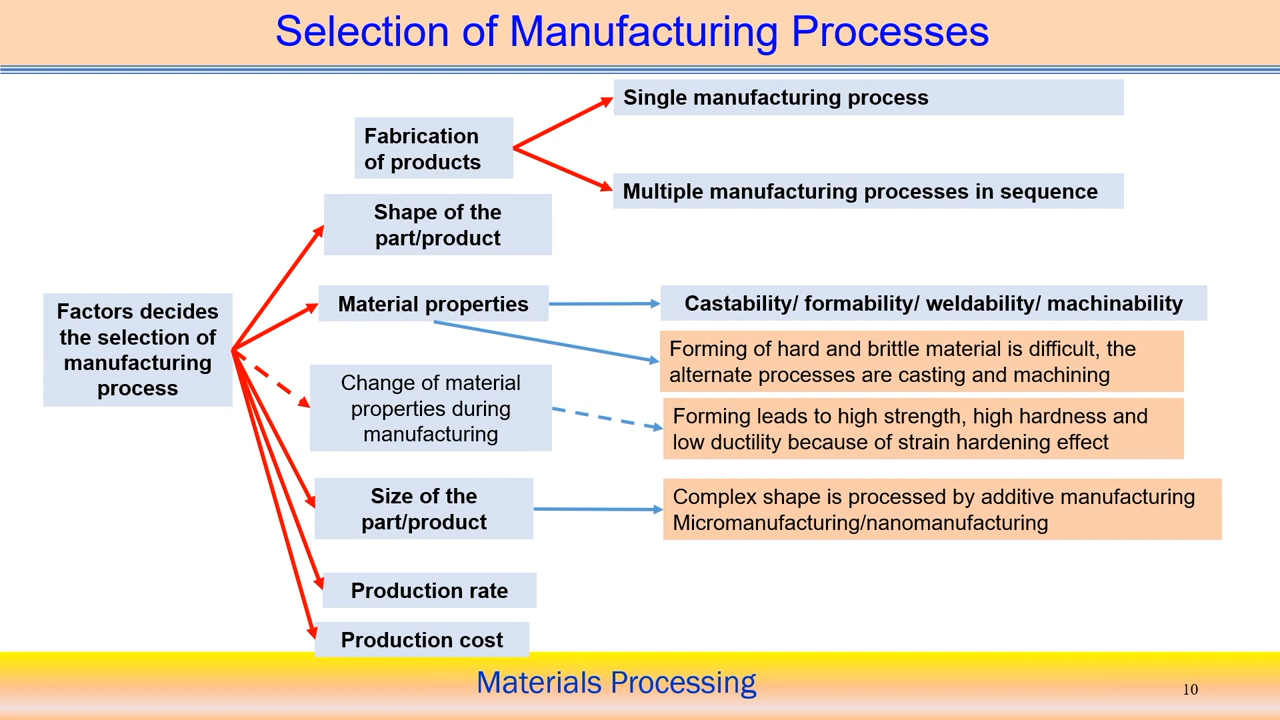 Selection of Manufacturing Processes
Single manufacturing process
Fabrication
of products
Multiple manufacturing processes in sequence
Shape of the
part/product
Factors decides
the selection of
manufacturing
process
Material properties
Castability/ formability/ weldability/ machinability
Forming of hard and brittle material is difficult, the
alternate processes are casting and machining
Change of material
properties during
manufacturing
Forming leads to high strength, high hardness and
low ductility because of strain hardening effect
Size of the
part/product
Complex shape is processed by additive manufacturing
Micromanufacturing/nanomanufacturing
Production rate
Production cost
Materials Processing
10